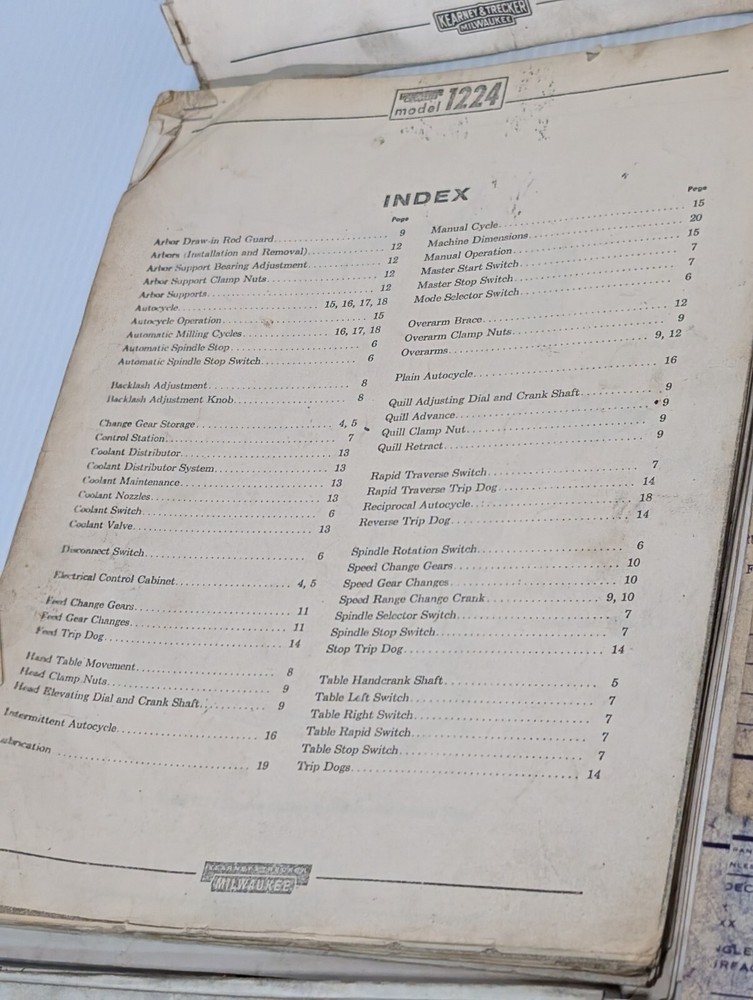 KEARNEY & TRECKER
MILWAUKEE
model 1224
INDEX
Page
Arbor Draw-in Rod Guard 9
Arbors (Installation and Removal) 12
Arbor Support Bearing Adjustment 12
Arbor Support Clamp Nuts 12
Arbor Supports 12
Autocycle 15, 16, 17, 18
Autocycle Operation 15
Automatic Milling Cycles 16, 17, 18
Automatic Spindle Stop 6
Automatic Spindle Stop Switch 6
Backlash Adjustment 8
Backlash Adjustment Knob 8
Change Gear Storage 4, 5
Control Station 7
Coolant Distributor 13
Coolant Distributor System 13
Coolant Maintenance 13
Coolant Nozzles 13
Coolant Switch 6
Coolant Valve 13
Disconnect Switch 6
Electrical Control Cabinet 4, 5
Feed Change Gears 11
Feed Gear Changes 11
Feed Trip Dog 14
Hand Table Movement 8
Head Clamp Nuts 9
Head Elevating Dial and Crank Shaft 9
Intermittent Autocycle 16
Lubrication 19
Page
Manual Cycle 15
Machine Dimensions 20
Manual Operation 15
Master Start Switch 7
Master Stop Switch 7
Mode Selector Switch 6
Overarm Brace 12
Overarm Clamp Nuts 9
Overarms 9, 12
Plain Autocycle 16
Quill Adjusting Dial and Crank Shaft 9
Quill Advance 9
Quill Clamp Nut 9
Quill Retract 9
Rapid Traverse Switch 7
Rapid Traverse Trip Dog 14
Reciprocal Autocycle 18
Reverse Trip Dog 14
Spindle Rotation Switch 6
Speed Change Gears 10
Speed Gear Changes 10
Speed Range Change Crank 9, 10
Spindle Selector Switch 7
Spindle Stop Switch 7
Stop Trip Dog 14
Table Handcrank Shaft 5
Table Left Switch 7
Table Right Switch 7
Table Rapid Switch 7
Table Stop Switch 7
Trip Dogs 14
KEARNEY & TRECKER
MILWAUKEE